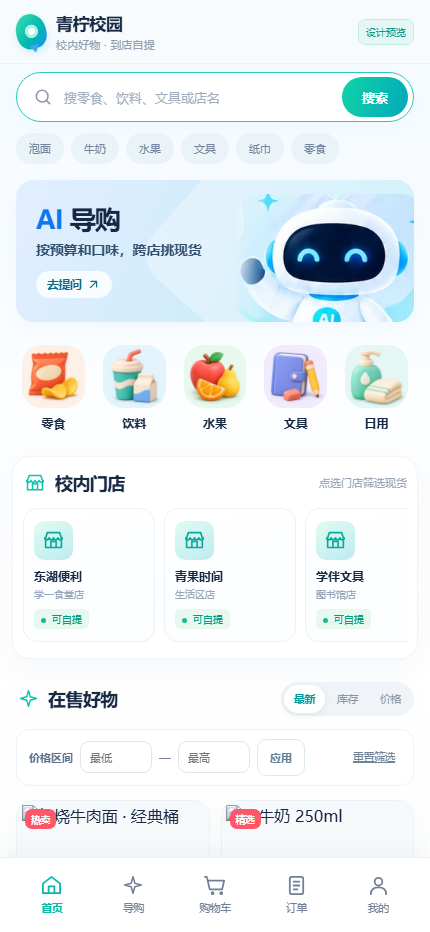 青柠校园
校内好物 · 到店自提
设计预览
搜零食、饮料、文具或店名
搜索
泡面
牛奶
水果
文具
纸巾
零食
AI 导购
按预算和口味，跨店挑现货
去提问
AI
零食
饮料
水果
文具
日用
校内门店
点选门店筛选现货
东湖便利
学一食堂店
可自提
青果时间
生活区店
可自提
学伴文具
图书馆店
可自提
在售好物
最新
库存
价格
价格区间
最低
—
最高
应用
重置筛选
热卖
烧牛肉面 · 经典桶
精选
牛奶 250ml
首页
导购
购物车
订单
我的